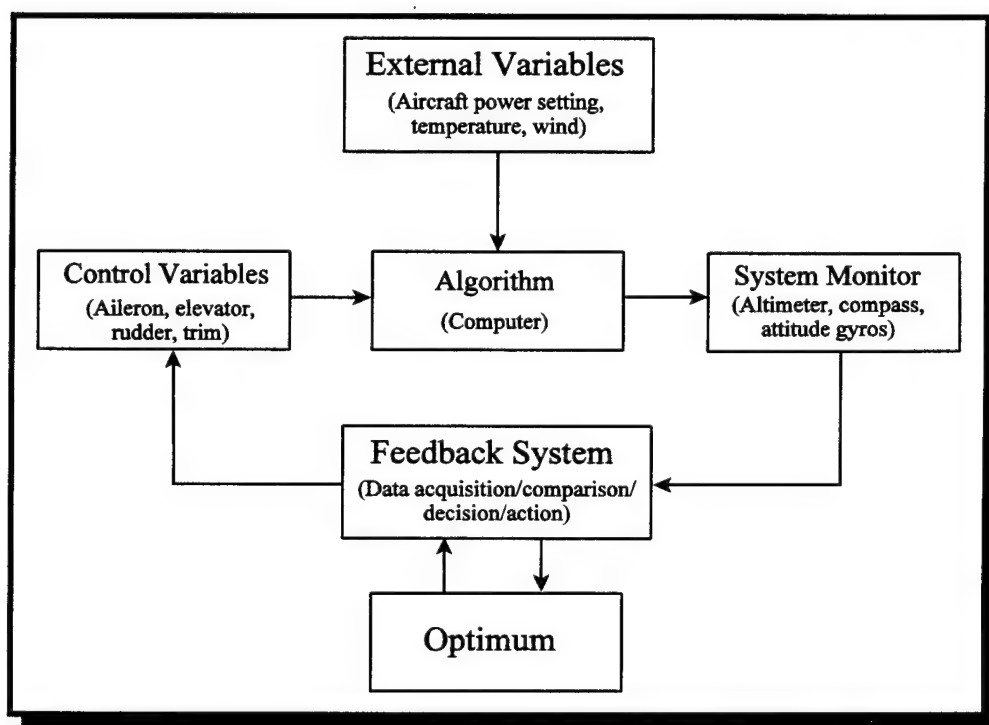 External Variables
(Aircraft power setting,
temperature, wind)
Control Variables
(Aileron, elevator,
rudder, trim)
Algorithm
(Computer)
System Monitor
(Altimeter, compass,
attitude gyros)
Feedback System
(Data acquisition/comparison/
decision/action)
Optimum